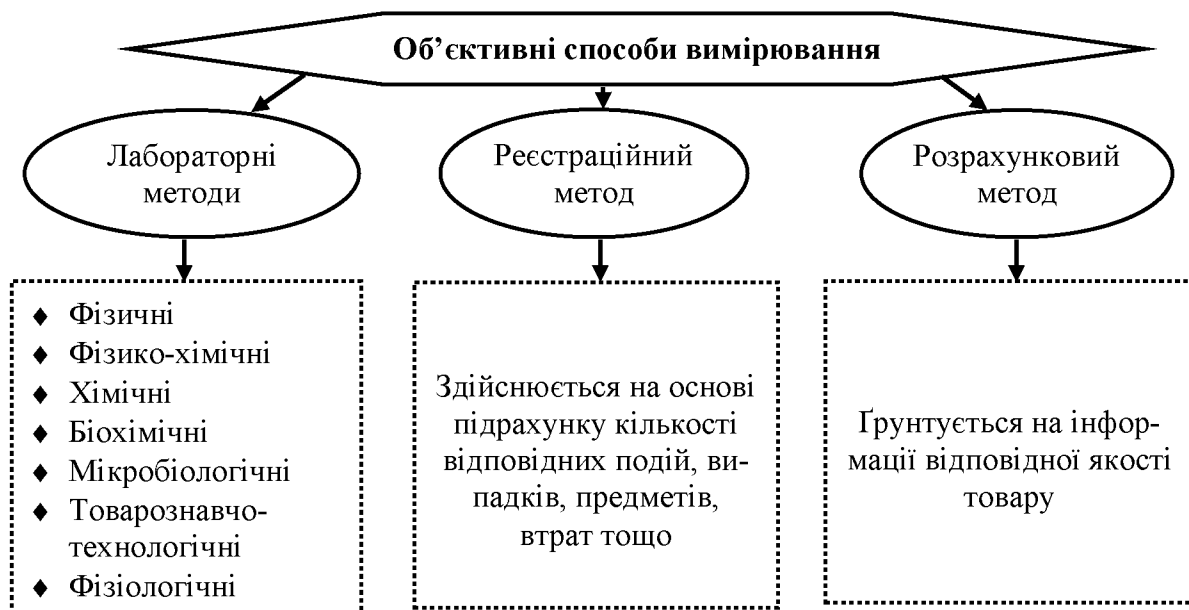 Об’єктивні способи вимірювання
Лабораторні
методи
Реєстраційний
метод
Розрахунковий
метод
♦ Фізичні
♦ Фізико-хімічні
♦ Хімічні
♦ Біохімічні
♦ Мікробіологічні
♦ Товарознавчо-
технологічні
♦ Фізіологічні
Здійснюється на основі
підрахунку кількості
відповідних подій, ви-
падків, предметів,
втрат тощо
Ґрунтується на інфор-
мації відповідної якості
товару